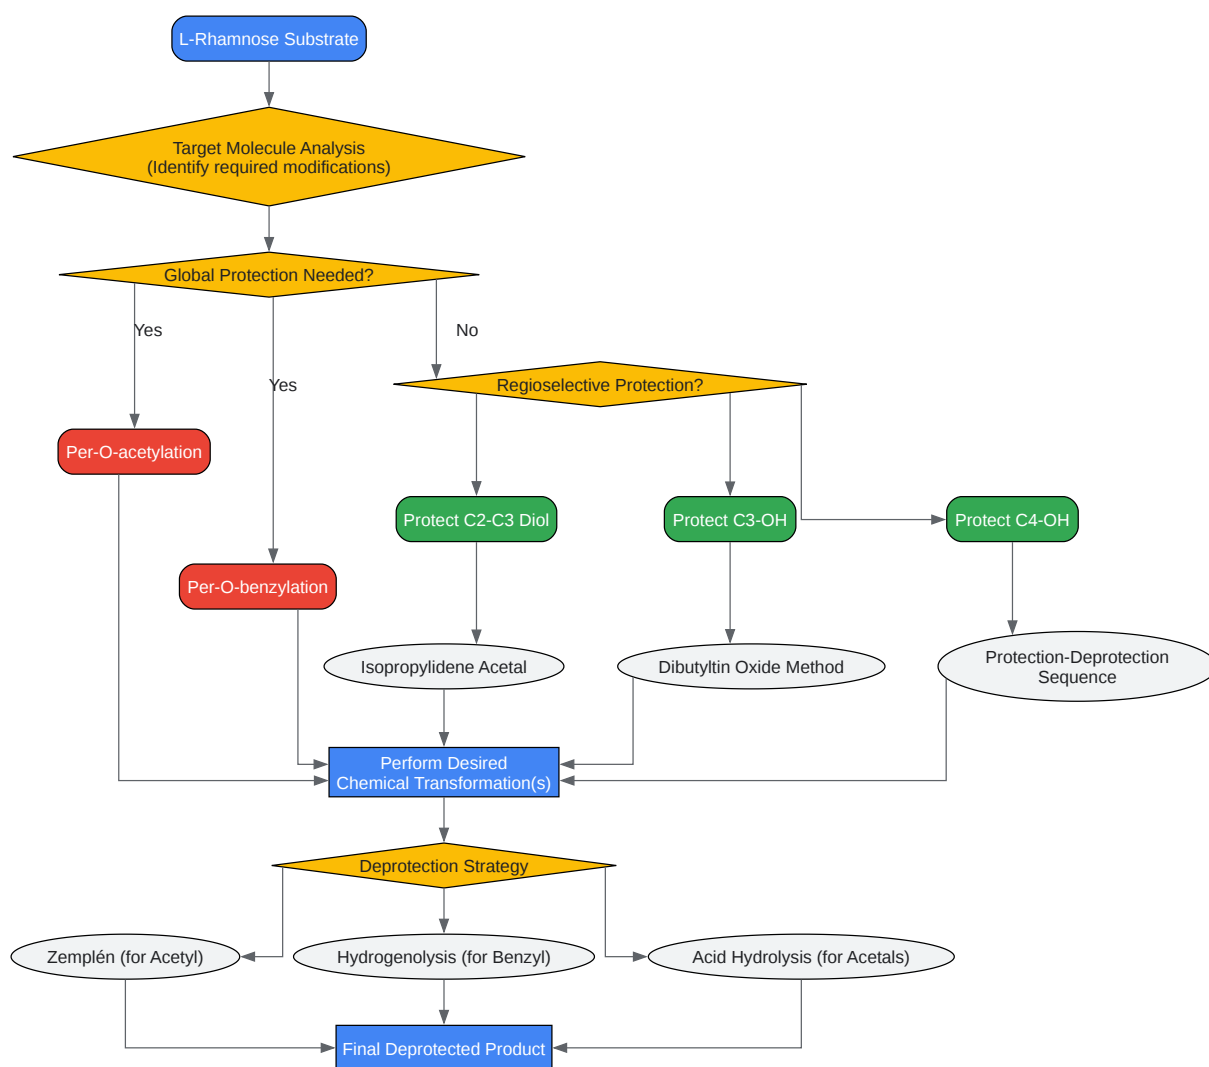 L-Rhamnose Substrate
Target Molecule Analysis
(Identify required modifications)
Global Protection Needed?
Yes
No
Yes
Regioselective Protection?
Per-O-acetylation
Protect C2-C3 Diol
Protect C3-OH
Protect C4-OH
Per-O-benzylation
Isopropylidene Acetal
Dibutyltin Oxide Method
Protection-Deprotection
Sequence
Perform Desired
Chemical Transformation(s)
Deprotection Strategy
Zemplén (for Acetyl)
Hydrogenolysis (for Benzyl)
Acid Hydrolysis (for Acetals)
Final Deprotected Product